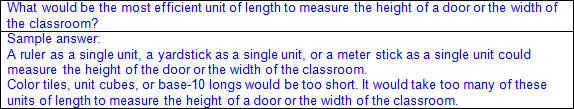 What would be the most efficient unit of length to measure the height of a door or the width of
the classroom?
Sample answer:
A ruler as a single unit, a yardstick as a single unit, or a meter stick as a single unit could
measure the height of the door or the width of the classroom.
Color tiles, unit cubes, or base-10 longs would be too short. It would take too many of these
units of length to measure the height of a door or the width of the classroom.